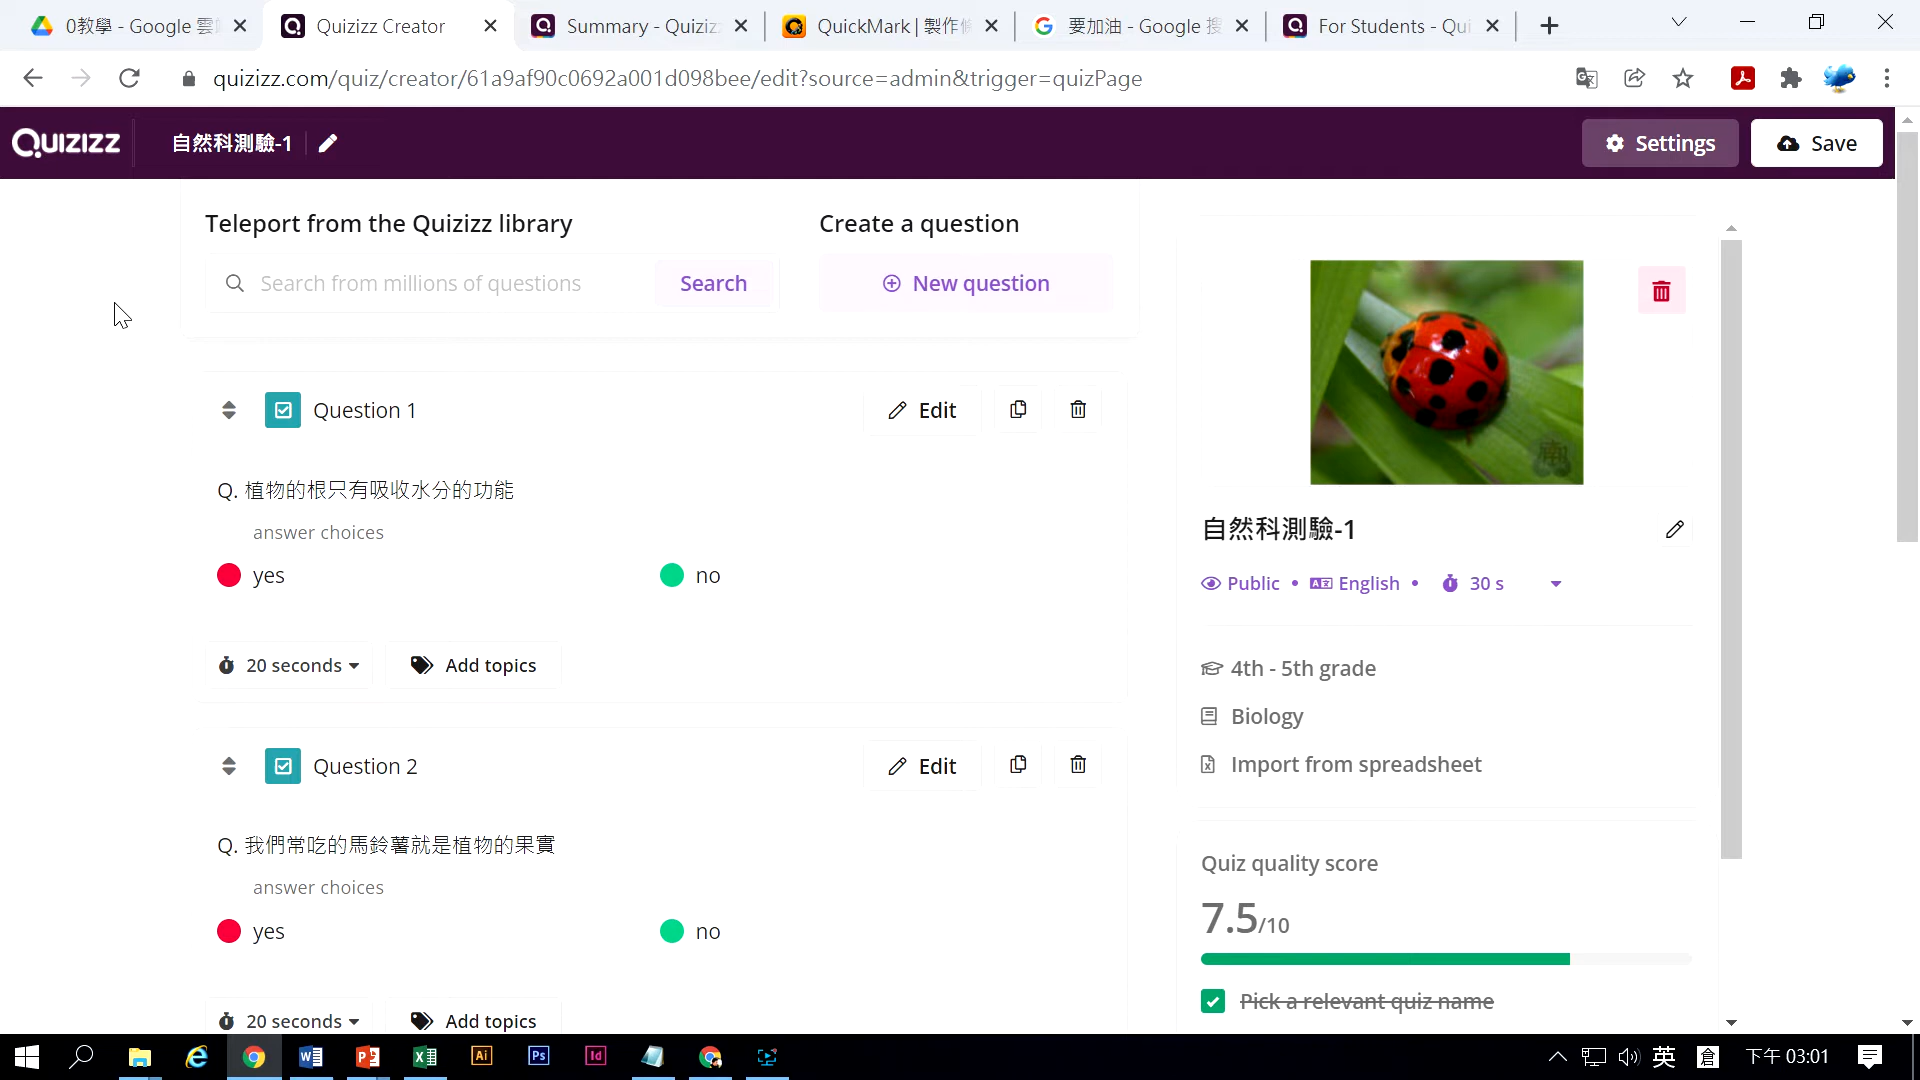 0教學 - Google 雲
Quizizz Creator
Summary - Quiziz
QuickMark | 製作
要加油 - Google 搜
For Students - Qui
quizizz.com/quiz/creator/61a9af90c0692a001d098bee/edit?source=admin&trigger=quizPage
Quizizz
自然科測驗-1
Settings
Save
Teleport from the Quizizz library
Create a question
Search from millions of questions
Search
New question
Question 1
Edit
Q. 植物的根只有吸收水分的功能
answer choices
yes
no
20 seconds
Add topics
Question 2
Edit
Q. 我們常吃的馬鈴薯就是植物的果實
answer choices
yes
no
20 seconds
Add topics
自然科測驗-1
Public • English • 30 s
4th - 5th grade
Biology
Import from spreadsheet
Quiz quality score
7.5/10
Pick a relevant quiz name
英
倉
下午 03:01